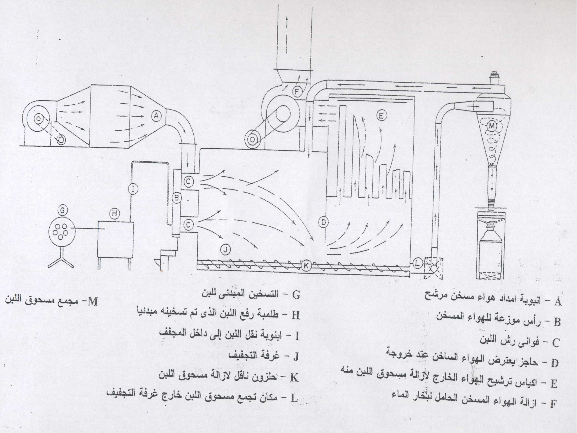 A - انبوبة امداد هواء مسخن مرشح
B - رأس موزعة للهواء المسخن
C - فوانى رش اللبن
D - حاجز يعترض الهواء الساخن عند خروجة
E - اكياس ترشيح الهواء الخارج لازالة مسحوق اللبن منه
F - ازالة الهواء المسخن الحامل لبخار الماء
G - التسخين المبدئى للبن
H - طلمبة رفع اللبن الذى تم تسخينه مبدئيا
I - انبوبة نقل اللبن إلى داخل المجفف
J - غرفة التجفيف
K - حلزون ناقل لازالة مسحوق اللبن
L - مكان تجمع مسحوق اللبن خارج غرفة التجفيف
M- مجمع مسحوق اللبن
A
B
C
C
D
E
F
G
H
I
J
K
L
M